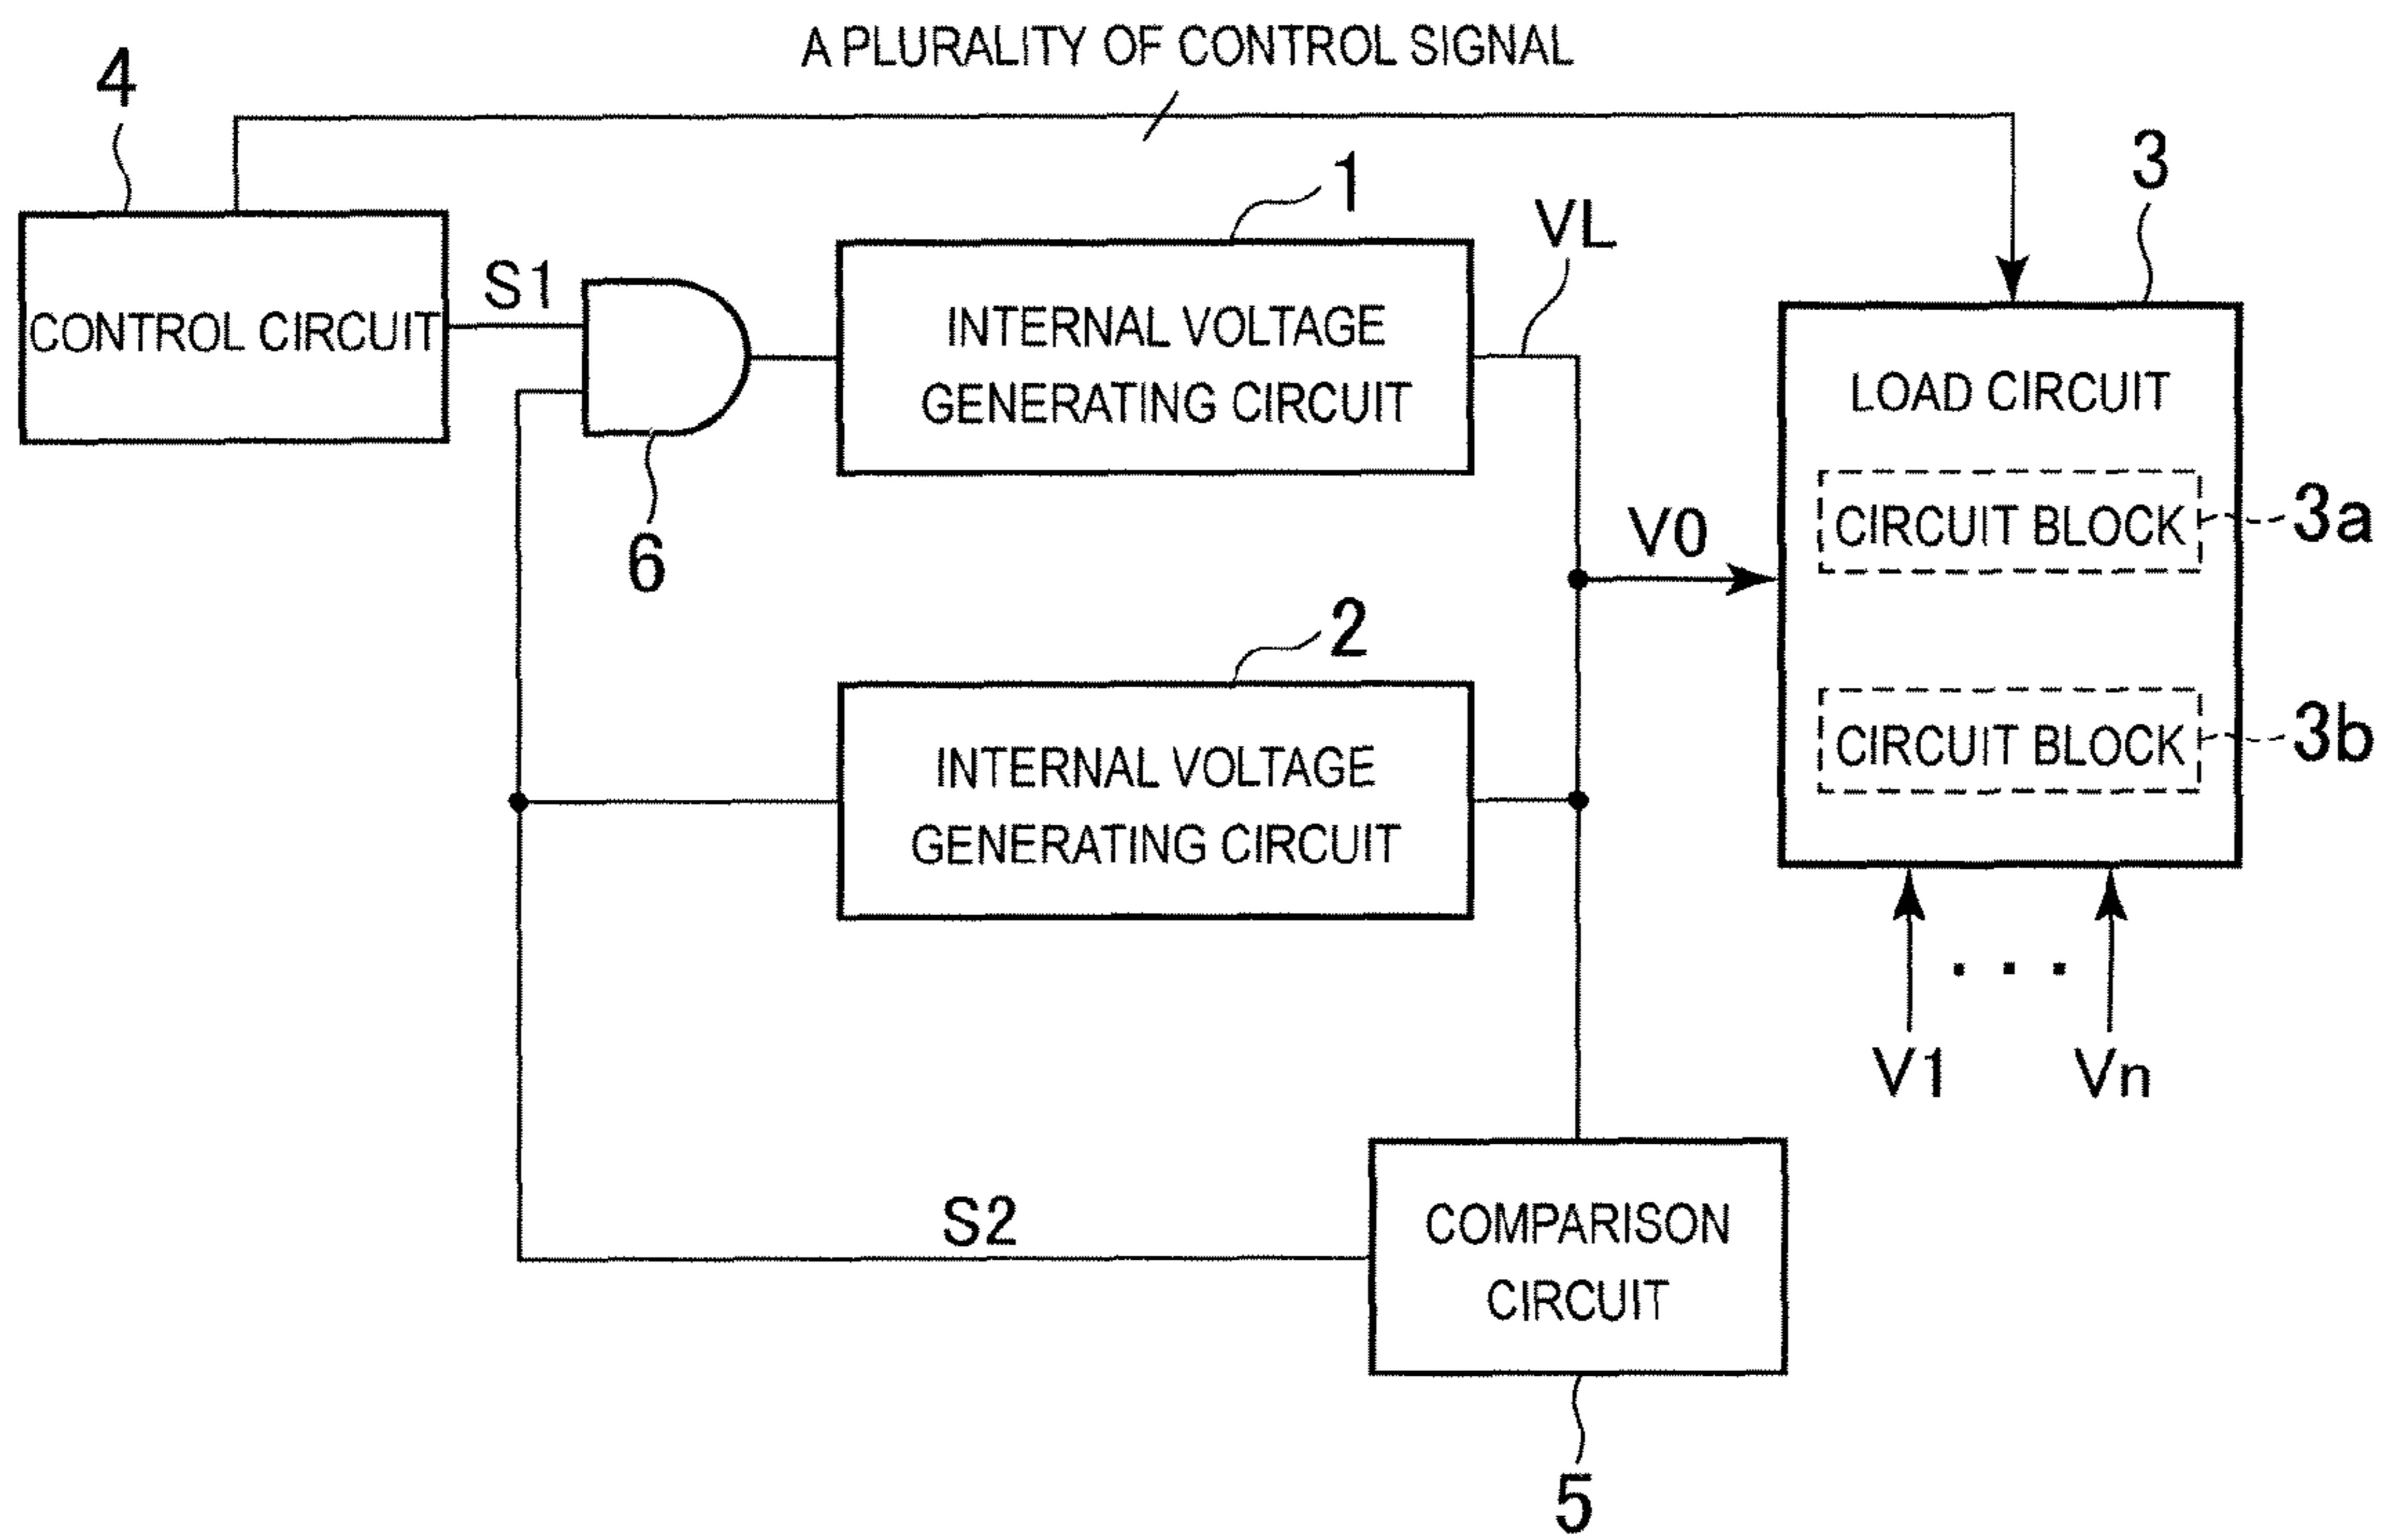 A PLURALITY OF CONTROL SIGNAL
4
1
3
VL
CONTROL CIRCUIT
S1
INTERNAL VOLTAGE
GENERATING CIRCUIT
LOAD CIRCUIT
6
CIRCUIT BLOCK
3a
V0
2
INTERNAL VOLTAGE
GENERATING CIRCUIT
CIRCUIT BLOCK
3b
. . .
V1
Vn
S2
COMPARISON
CIRCUIT
5